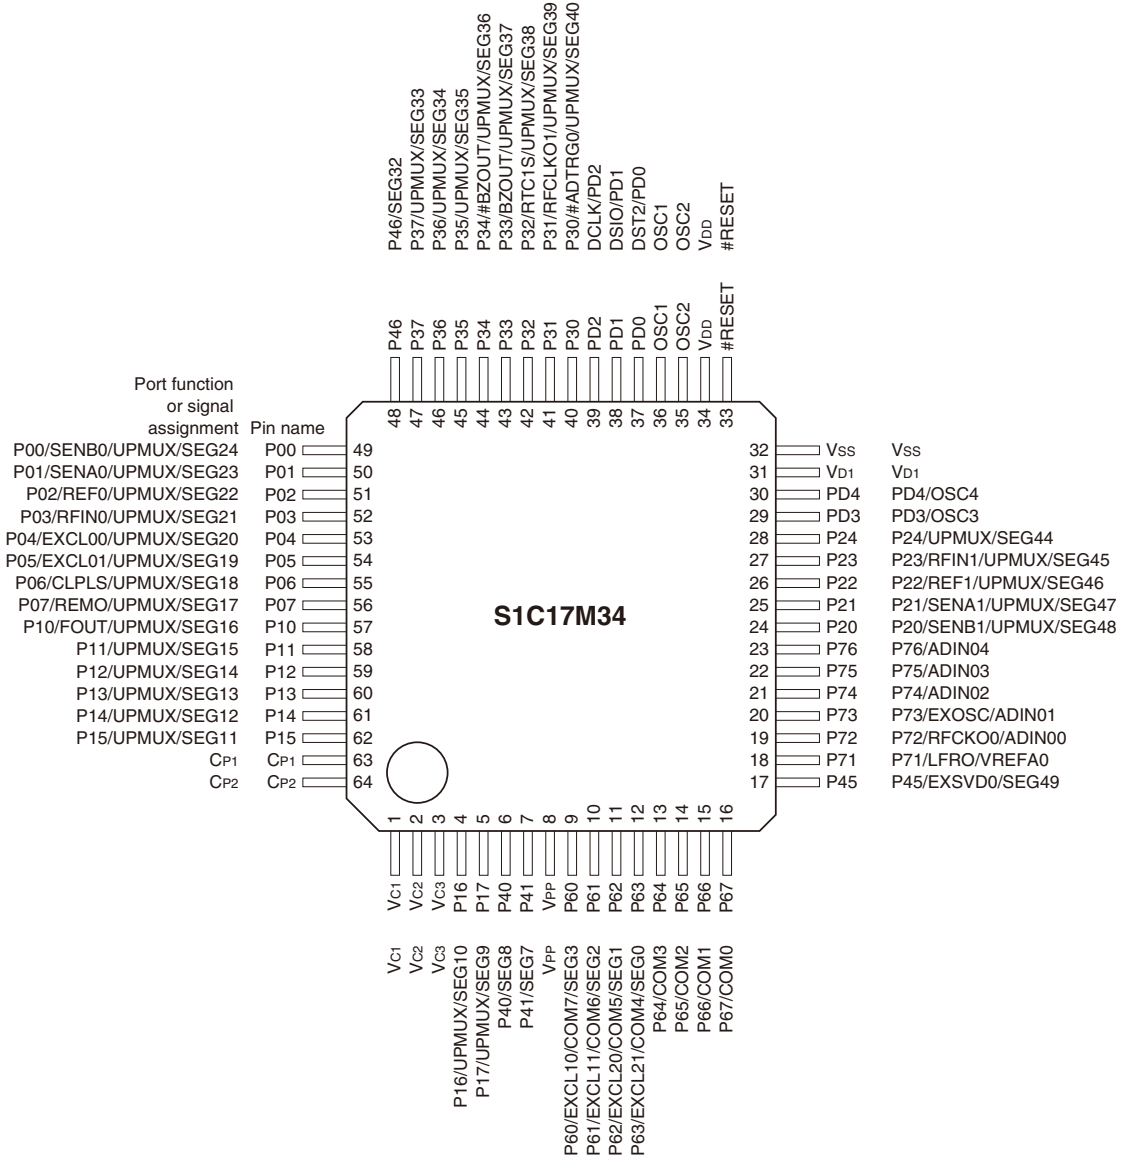 P46/SEG32
P37/UPMUX/SEG33
P36/UPMUX/SEG34
P35/UPMUX/SEG35
P34/#BZOUT/UPMUX/SEG36
P33/BZOUT/UPMUX/SEG37
P32/RTC1S/UPMUX/SEG38
P31/RFCLKO1/UPMUX/SEG39
P30/#ADTRG0/UPMUX/SEG40
DCLK/PD2
DSIO/PD1
DST2/PD0
OSC1
OSC2
VDD
#RESET
P46
P37
P36
P35
P34
P33
P32
P31
P30
PD2
PD1
PD0
OSC1
OSC2
VDD
#RESET
48
47
46
45
44
43
42
41
40
39
38
37
36
35
34
33
Port function
or signal
assignment Pin name
P00/SENB0/UPMUX/SEG24 P00 49
P01/SENA0/UPMUX/SEG23 P01 50
P02/REF0/UPMUX/SEG22 P02 51
P03/RFIN0/UPMUX/SEG21 P03 52
P04/EXCL00/UPMUX/SEG20 P04 53
P05/EXCL01/UPMUX/SEG19 P05 54
P06/CLPLS/UPMUX/SEG18 P06 55
P07/REMO/UPMUX/SEG17 P07 56
P10/FOUT/UPMUX/SEG16 P10 57
P11/UPMUX/SEG15 P11 58
P12/UPMUX/SEG14 P12 59
P13/UPMUX/SEG13 P13 60
P14/UPMUX/SEG12 P14 61
P15/UPMUX/SEG11 P15 62
CP1 CP1 63
CP2 CP2 64
S1C17M34
32 VSS VSS
31 VD1 VD1
30 PD4 PD4/OSC4
29 PD3 PD3/OSC3
28 P24 P24/UPMUX/SEG44
27 P23 P23/RFIN1/UPMUX/SEG45
26 P22 P22/REF1/UPMUX/SEG46
25 P21 P21/SENA1/UPMUX/SEG47
24 P20 P20/SENB1/UPMUX/SEG48
23 P76 P76/ADIN04
22 P75 P75/ADIN03
21 P74 P74/ADIN02
20 P73 P73/EXOSC/ADIN01
19 P72 P72/RFCKO0/ADIN00
18 P71 P71/LFRO/VREFA0
17 P45 P45/EXSVD0/SEG49
1
2
3
4
5
6
7
8
9
10
11
12
13
14
15
16
VC1
VC2
VC3
P16
P17
P40
P41
VPP
P60
P61
P62
P63
P64
P65
P66
P67
VC1
VC2
VC3
P16/UPMUX/SEG10
P17/UPMUX/SEG9
P40/SEG8
P41/SEG7
VPP
P60/EXCL10/COM7/SEG3
P61/EXCL11/COM6/SEG2
P62/EXCL20/COM5/SEG1
P63/EXCL21/COM4/SEG0
P64/COM3
P65/COM2
P66/COM1
P67/COM0